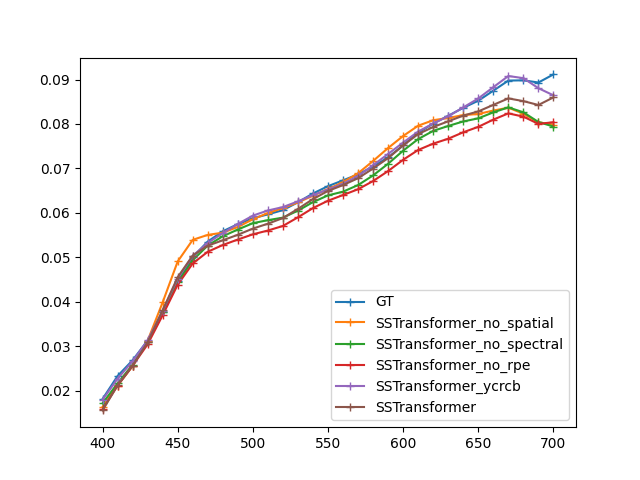 0.09
0.08
0.07
0.06
0.05
0.04
0.03
0.02
400 450 500 550 600 650 700
GT
SSTransformer_no_spatial
SSTransformer_no_spectral
SSTransformer_no_rpe
SSTransformer_ycrcb
SSTransformer